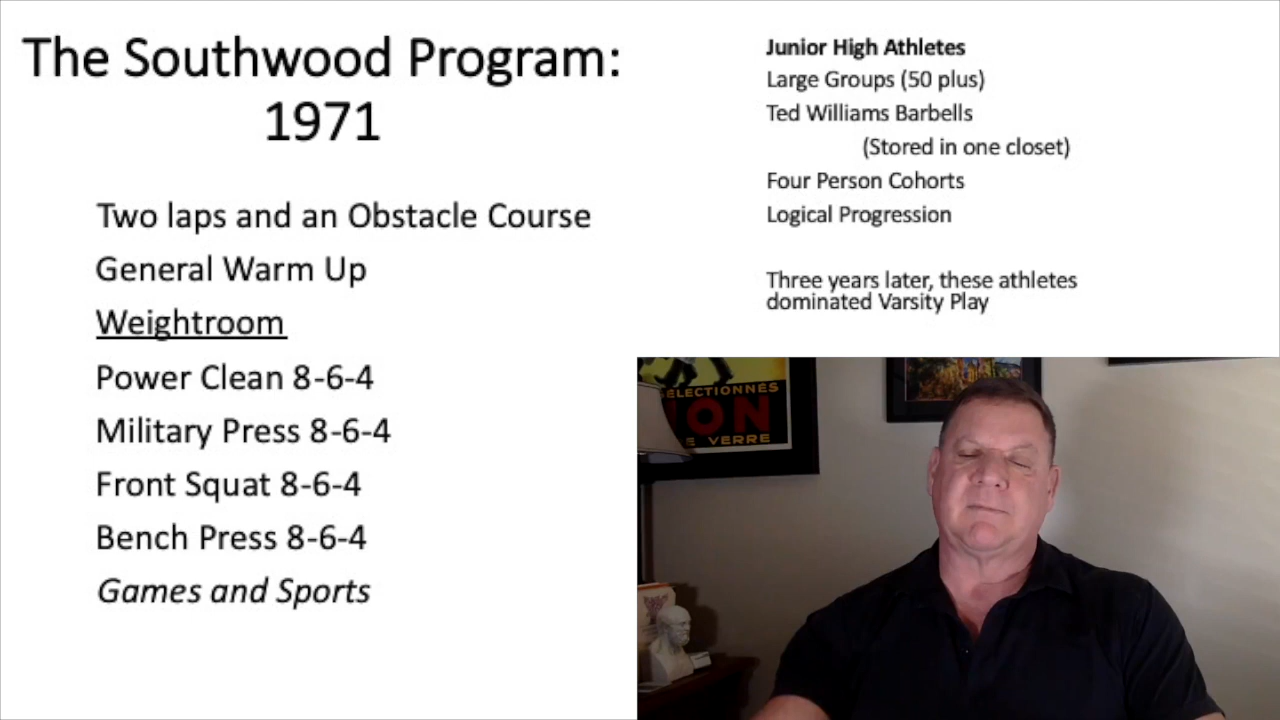 The Southwood Program:
1971
Two laps and an Obstacle Course
General Warm Up
Weightroom
Power Clean 8-6-4
Military Press 8-6-4
Front Squat 8-6-4
Bench Press 8-6-4
Games and Sports
Junior High Athletes
Large Groups (50 plus)
Ted Williams Barbells
(Stored in one closet)
Four Person Cohorts
Logical Progression
Three years later, these athletes
dominated Varsity Play
ÉLECTIONNÉS
ION
VERRE